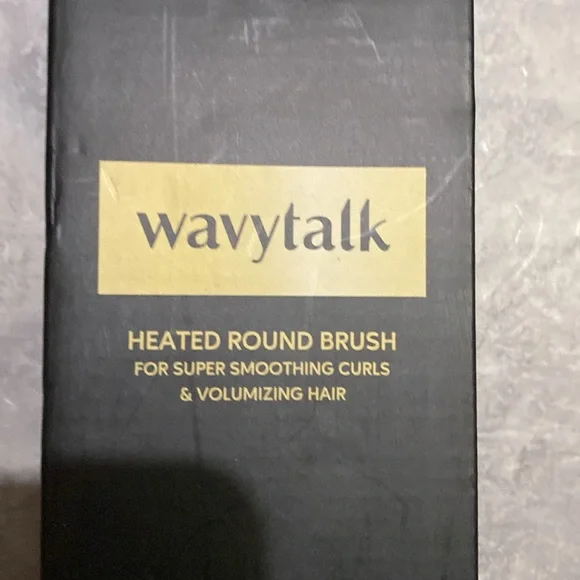 wavytalk
HEATED ROUND BRUSH
FOR SUPER SMOOTHING CURLS
& VOLUMIZING HAIR